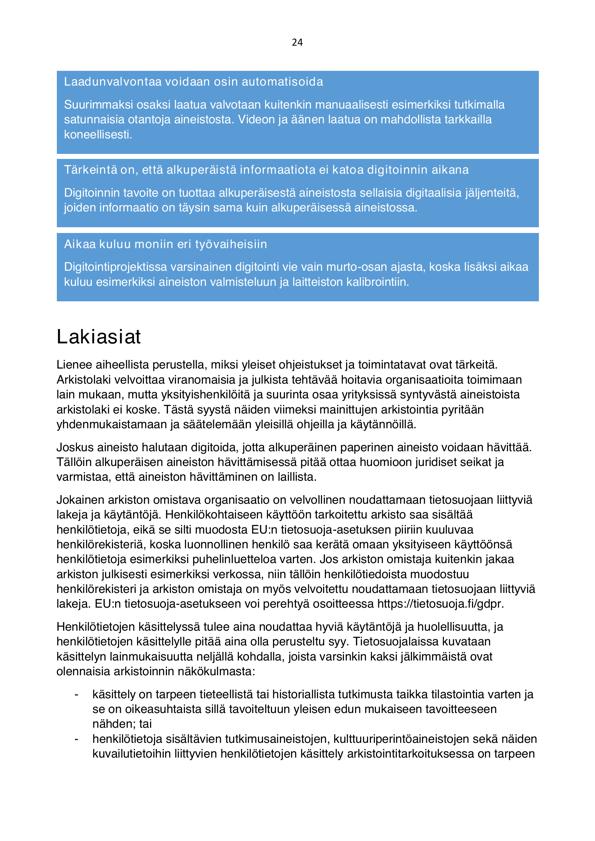 24
Laadunvalvontaa voidaan osin automatisoida
Suurimmaksi osaksi laatua valvotaan kuitenkin manuaalisesti esimerkiksi tutkimalla
satunnaisia otantoja aineistosta. Videon ja äänen laatua on mahdollista tarkkailla
koneellisesti.
Tärkeintä on, että alkuperäistä informaatiota ei katoa digitoinnin aikana
Digitoinnin tavoite on tuottaa alkuperäisestä aineistosta sellaisia digitaalisia jäljenteitä,
joiden informaatio on täysin sama kuin alkuperäisessä aineistossa.
Aikaa kuluu moniin eri työvaiheisiin
Digitointiprojektissa varsinainen digitointi vie vain murto-osan ajasta, koska lisäksi aikaa
kuluu esimerkiksi aineiston valmisteluun ja laitteiston kalibrointiin.
Lakiasiat
Lienee aiheellista perustella, miksi yleiset ohjeistukset ja toimintatavat ovat tärkeitä.
Arkistolaki velvoittaa viranomaisia ja julkista tehtävää hoitavia organisaatioita toimimaan
lain mukaan, mutta yksityishenkilöitä ja suurinta osaa yrityksissä syntyvästä aineistoista
arkistolaki ei koske. Tästä syystä näiden viimeksi mainittujen arkistointia pyritään
yhdenmukaistamaan ja säätelemään yleisillä ohjeilla ja käytännöillä.
Joskus aineisto halutaan digitoida, jotta alkuperäinen paperinen aineisto voidaan hävittää.
Tällöin alkuperäisen aineiston hävittämisessä pitää ottaa huomioon juridiset seikat ja
varmistaa, että aineiston hävittäminen on laillista.
Jokainen arkiston omistava organisaatio on velvollinen noudattamaan tietosuojaan liittyviä
lakeja ja käytäntöjä. Henkilökohtaiseen käyttöön tarkoitettu arkisto saa sisältää
henkilötietoja, eikä se silti muodosta EU:n tietosuoja-asetuksen piiriin kuuluvaa
henkilörekisteriä, koska luonnollinen henkilö saa kerätä omaan yksityiseen käyttöönsä
henkilötietoja esimerkiksi puhelinluetteloa varten. Jos arkiston omistaja kuitenkin jakaa
arkiston julkisesti esimerkiksi verkossa, niin tällöin henkilötiedoista muodostuu
henkilörekisteri ja arkiston omistaja on myös velvoitettu noudattamaan tietosuojaan liittyviä
lakeja. EU:n tietosuoja-asetukseen voi perehtyä osoitteessa https://tietosuoja.fi/gdpr.
Henkilötietojen käsittelyssä tulee aina noudattaa hyviä käytäntöjä ja huolellisuutta, ja
henkilötietojen käsittelylle pitää aina olla perusteltu syy. Tietosuojalaissa kuvataan
käsittelyn lainmukaisuutta neljällä kohdalla, joista varsinkin kaksi jälkimmäistä ovat
olennaisia arkistoinnin näkökulmasta:
- käsittely on tarpeen tieteellistä tai historiallista tutkimusta taikka tilastointia varten ja
se on oikeasuhtaista sillä tavoiteltuun yleisen edun mukaiseen tavoitteeseen
nähden; tai
- henkilötietoja sisältävien tutkimusaineistojen, kulttuuriperintöaineistojen sekä näiden
kuvailutietoihin liittyvien henkilötietojen käsittely arkistointitarkoituksessa on tarpeen